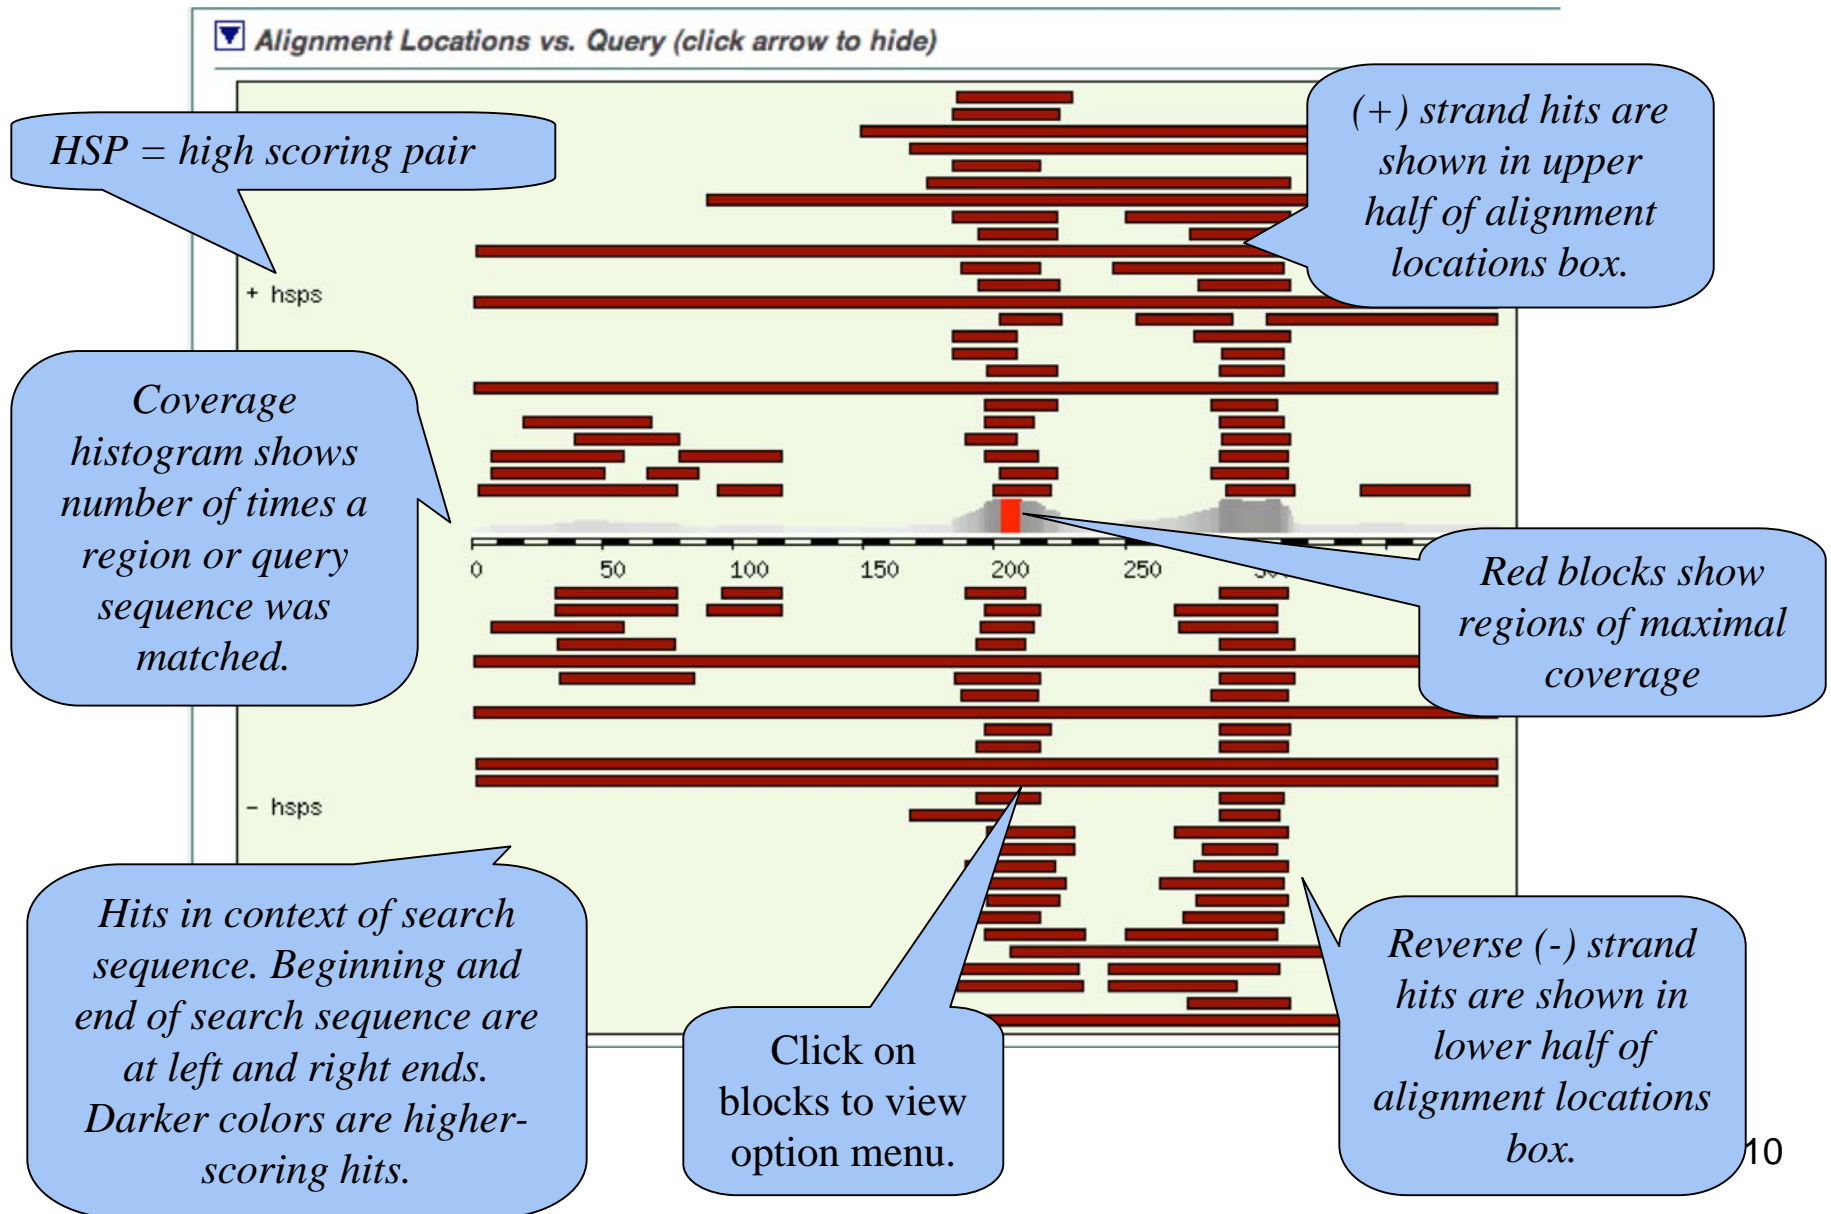 Alignment Locations vs. Query (click arrow to hide)
HSP = high scoring pair
(+) strand hits are
shown in upper
half of alignment
locations box.
+ hsps
Coverage
histogram shows
number of times a
region or query
sequence was
matched.
0 50 100 150 200 250
Red blocks show
regions of maximal
coverage
- hsps
Hits in context of search
sequence. Beginning and
end of search sequence are
at left and right ends.
Darker colors are higher-
scoring hits.
Click on
blocks to view
option menu.
Reverse (-) strand
hits are shown in
lower half of
alignment locations
box.
10